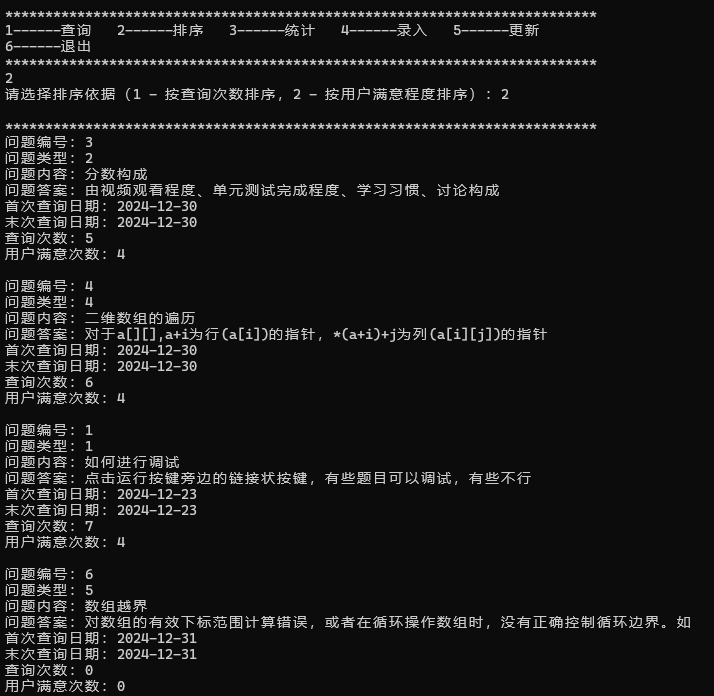 **************************************************************************
1------查询   2------排序   3------统计   4------录入   5------更新
6------退出
**************************************************************************
2
请选择排序依据（1 - 按查询次数排序，2 - 按用户满意程度排序）：2
**************************************************************************
问题编号：3
问题类型：2
问题内容：分数构成
问题答案：由视频观看程度、单元测试完成程度、学习习惯、讨论构成
首次查询日期：2024-12-30
末次查询日期：2024-12-30
查询次数：5
用户满意次数：4
问题编号：4
问题类型：4
问题内容：二维数组的遍历
问题答案：对于a[][],a+i为行(a[i])的指针，*(a+i)+j为列(a[i][j])的指针
首次查询日期：2024-12-30
末次查询日期：2024-12-30
查询次数：6
用户满意次数：4
问题编号：1
问题类型：1
问题内容：如何进行调试
问题答案：点击运行按键旁边的链接状按键，有些题目可以调试，有些不行
首次查询日期：2024-12-23
末次查询日期：2024-12-23
查询次数：7
用户满意次数：4
问题编号：6
问题类型：5
问题内容：数组越界
问题答案：对数组的有效下标范围计算错误，或者在循环操作数组时，没有正确控制循环边界。如
首次查询日期：2024-12-31
末次查询日期：2024-12-31
查询次数：0
用户满意次数：0